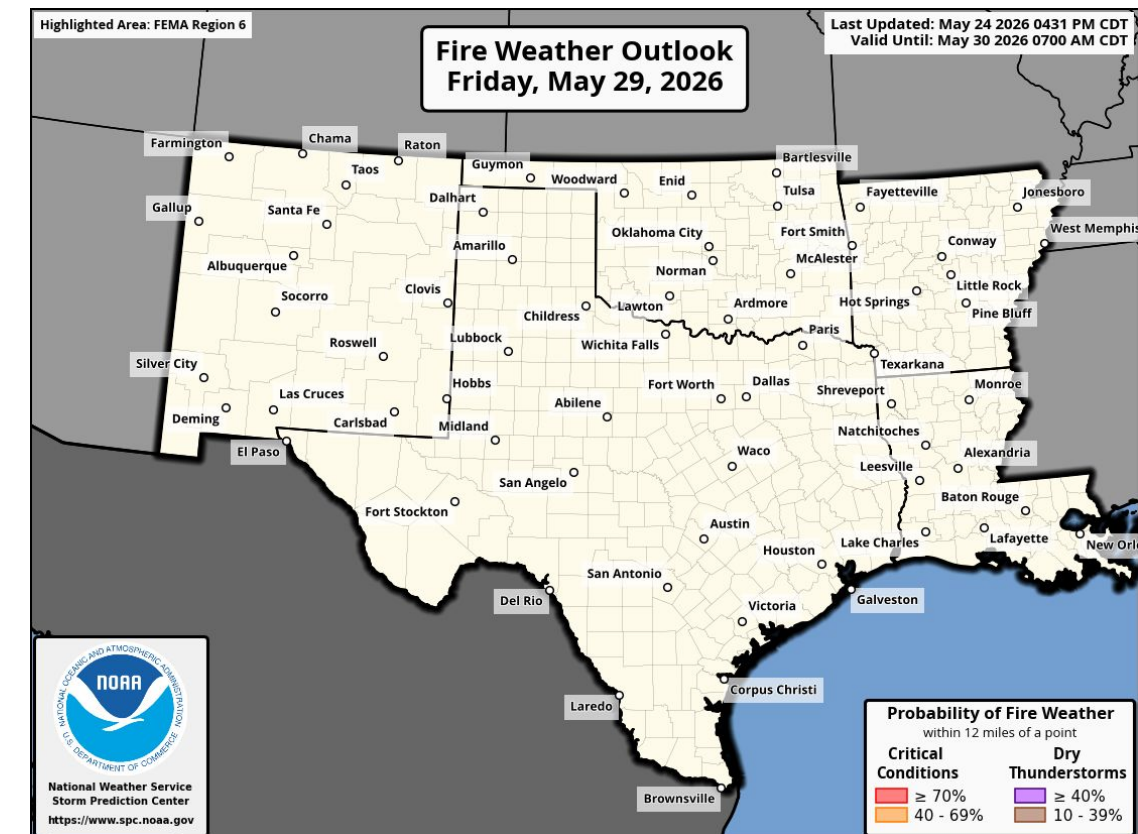 Highlighted Area: FEMA Region 6
Last Updated: May 24 2026 0431 PM CDT
Valid Until: May 30 2026 0700 AM CDT
Fire Weather Outlook
Friday, May 29, 2026
Farmington
Chama
Raton
Taos
Guymon
Woodward
Enid
Bartlesville
Tulsa
Fayetteville
Jonesboro
Gallup
Santa Fe
Dalhart
Oklahoma City
Fort Smith
West Memphis
Albuquerque
Amarillo
Norman
McAlester
Conway
Little Rock
Socorro
Clovis
Childress
Lawton
Ardmore
Hot Springs
Pine Bluff
Roswell
Lubbock
Wichita Falls
Paris
Texarkana
Silver City
Las Cruces
Hobbs
Abilene
Fort Worth
Dallas
Shreveport
Monroe
Deming
Carlsbad
Midland
Natchitoches
El Paso
San Angelo
Waco
Leesville
Alexandria
Fort Stockton
Austin
Baton Rouge
Houston
Lake Charles
Lafayette
New Orl
San Antonio
Del Rio
Victoria
Galveston
Laredo
Corpus Christi
Brownsville
NATIONAL OCEANIC AND ATMOSPHERIC ADMINISTRATION
NOAA
U.S. DEPARTMENT OF COMMERCE
National Weather Service
Storm Prediction Center
https://www.spc.noaa.gov
Probability of Fire Weather
within 12 miles of a point
Critical
Conditions
≥ 70%
40 - 69%
Dry
Thunderstorms
≥ 40%
10 - 39%